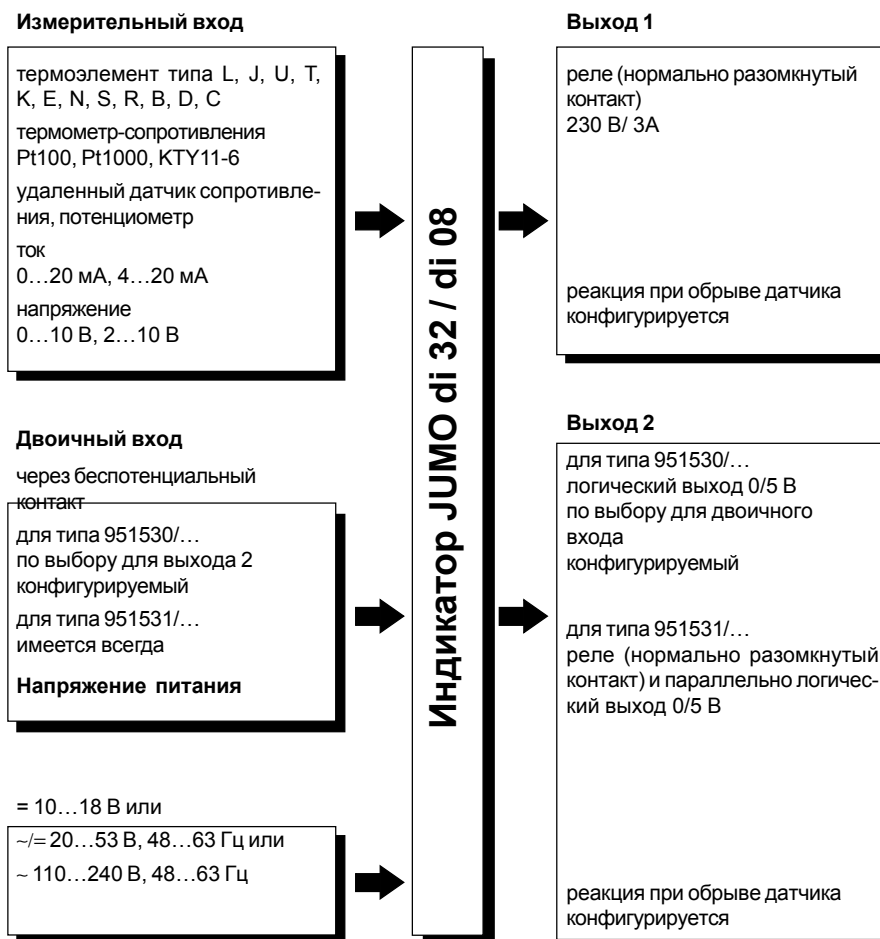 Измерительный вход
термоэлемент типа L, J, U, T,
K, E, N, S, R, B, D, C
термометр-сопротивления
Pt100, Pt1000, KTY11-6
удаленный датчик сопротивле-
ния, потенциометр
ток
0…20 мА, 4…20 мА
напряжение
0…10 В, 2…10 В
Двоичный вход
через беспотенциальный
контакт
для типа 951530/…
по выбору для выхода 2
конфигурируемый
для типа 951531/…
имеется всегда
Напряжение питания
= 10…18 В или
~/= 20…53 В, 48…63 Гц или
~ 110…240 В, 48…63 Гц
Индикатор JUMO di 32 / di 08
Выход 1
реле (нормально разомкнутый
контакт)
230 В/ 3А
реакция при обрыве датчика
конфигурируется
Выход 2
для типа 951530/…
логический выход 0/5 В
по выбору для двоичного
входа
конфигурируемый
для типа 951531/…
реле (нормально разомкнутый
контакт) и параллельно логичес-
кий выход 0/5 В
реакция при обрыве датчика
конфигурируется